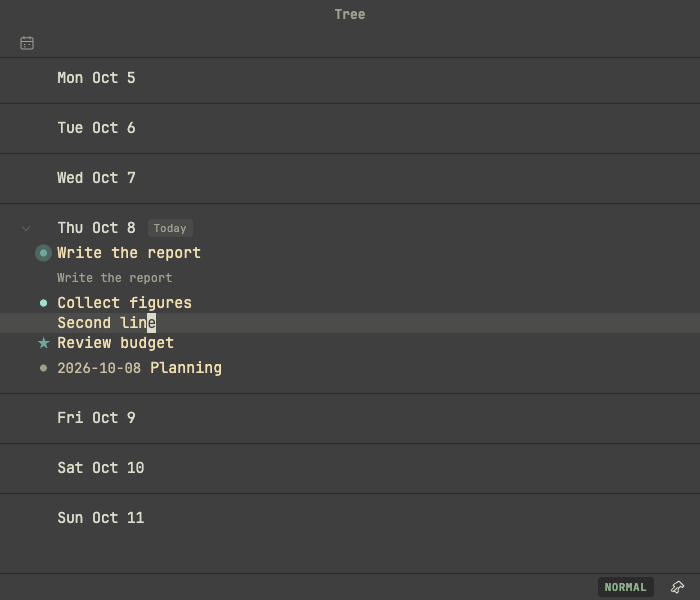 Tree
Mon Oct 5
Tue Oct 6
Wed Oct 7
Thu Oct 8 Today
Write the report
Write the report
Collect figures
Second line
Review budget
2026-10-08 Planning
Fri Oct 9
Sat Oct 10
Sun Oct 11
NORMAL